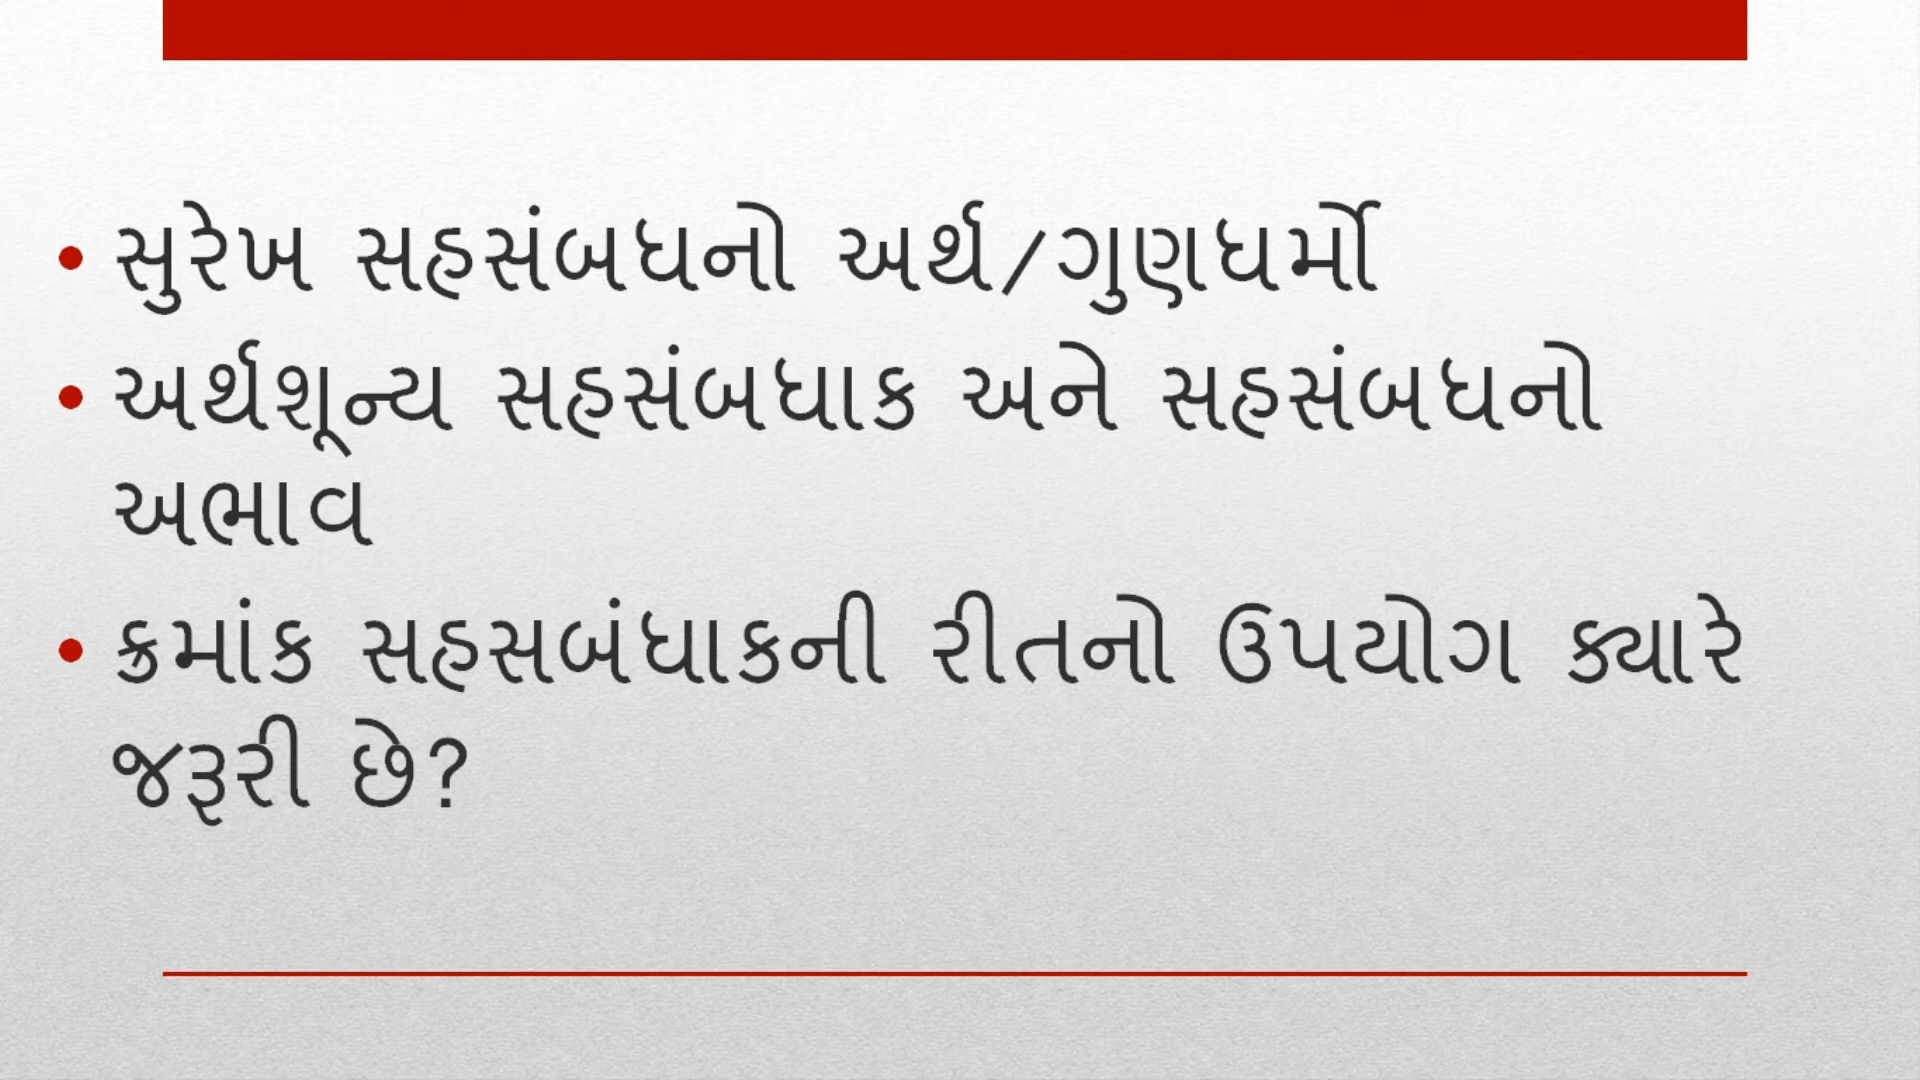 • સુરેખ સહસંબધનો અર્થ/ગુણધર્મો
• અર્થશૂન્ય સહસંબધાક અને સહસંબધનો
અભાવ
• ક્રમાંક સહસબંધાકની રીતનો ઉપયોગ ક્યારે
જરૂરી છે?